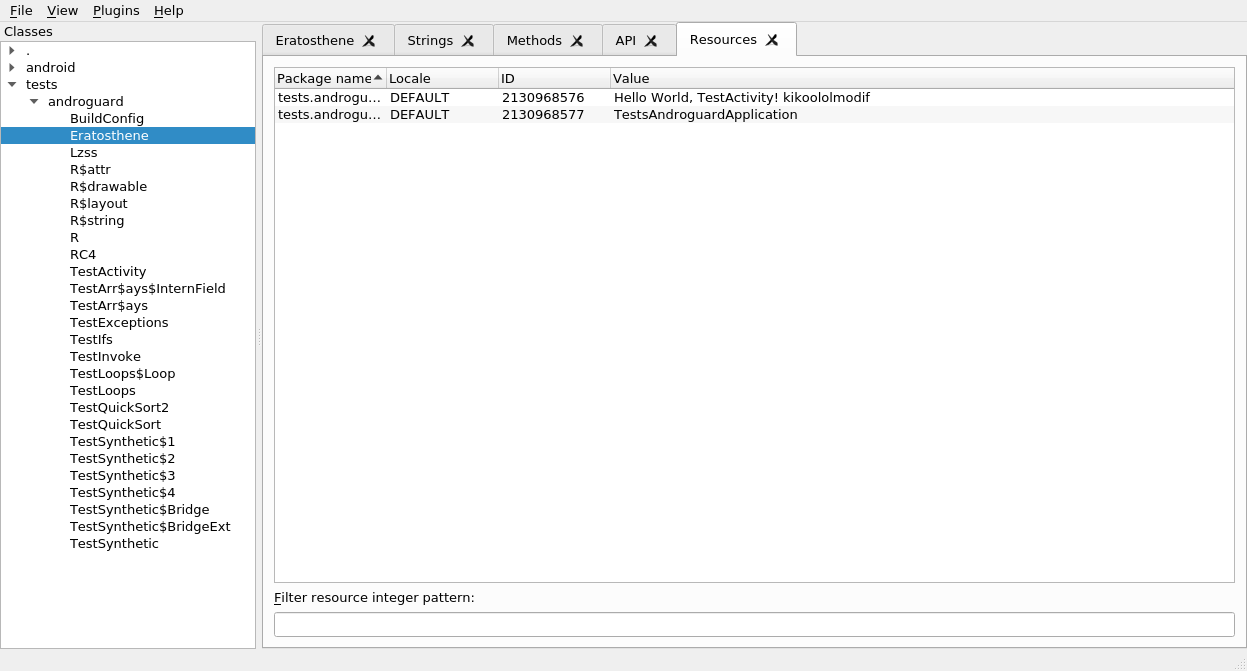 File View Plugins Help
Classes
.
android
tests
androguard
BuildConfig
Eratosthene
Lzss
R$attr
R$drawable
R$layout
R$string
R
RC4
TestActivity
TestArr$ays$InternField
TestArr$ays
TestExceptions
TestIfs
TestInvoke
TestLoops$Loop
TestLoops
TestQuickSort2
TestQuickSort
TestSynthetic$1
TestSynthetic$2
TestSynthetic$3
TestSynthetic$4
TestSynthetic$Bridge
TestSynthetic$BridgeExt
TestSynthetic
Eratosthene Strings Methods API Resources
Package name Locale ID Value
tests.androgu... DEFAULT 2130968576 Hello World, TestActivity! kikoololmodif
tests.androgu... DEFAULT 2130968577 TestsAndroguardApplication
Filter resource integer pattern: